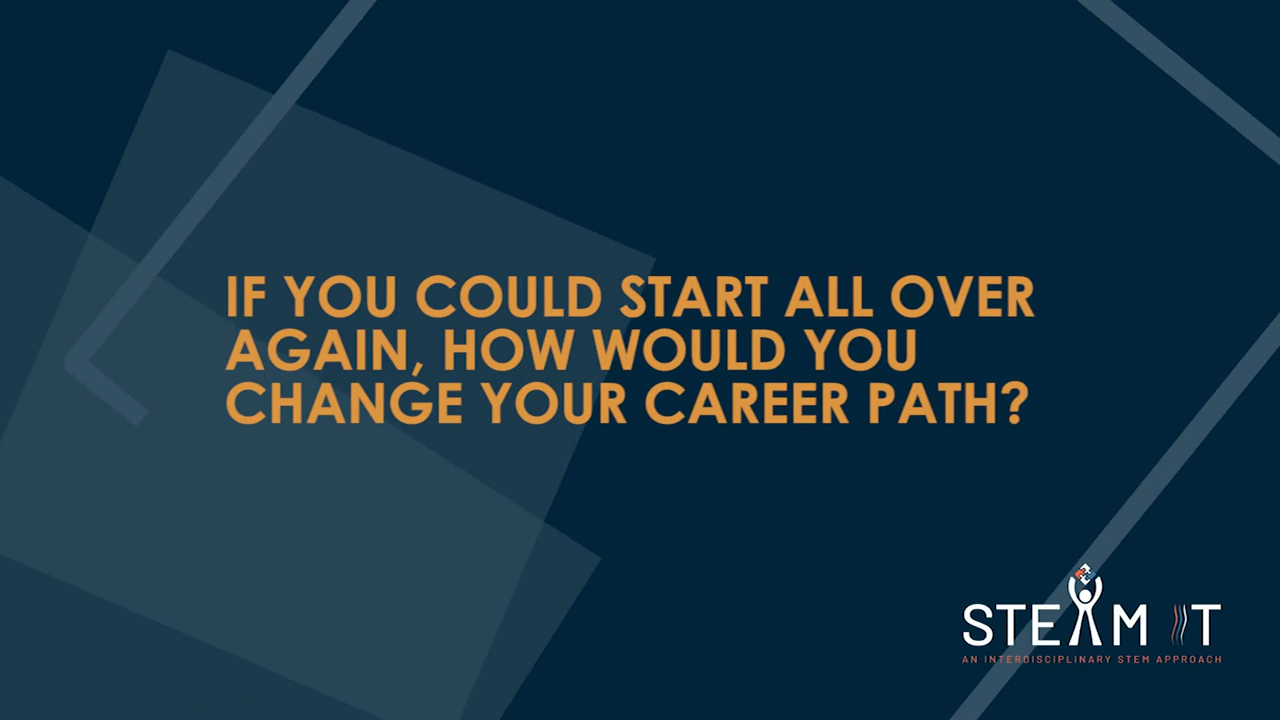 IF YOU COULD START ALL OVER
AGAIN, HOW WOULD YOU
CHANGE YOUR CAREER PATH?
STEAM IT
AN INTERDISCIPLINARY STEM APPROACH